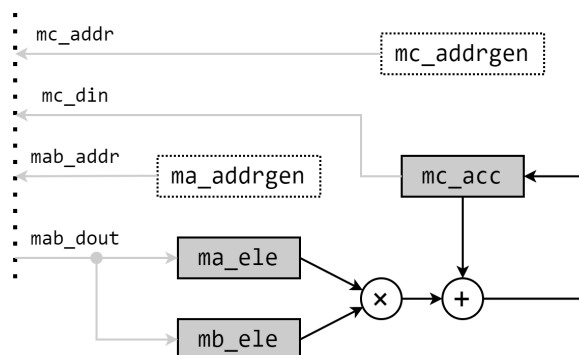 mc_addr
mc_addrgen
mc_din
mab_addr
ma_addrgen
mc_acc
mab_dout
ma_ele
×
+
mb_ele